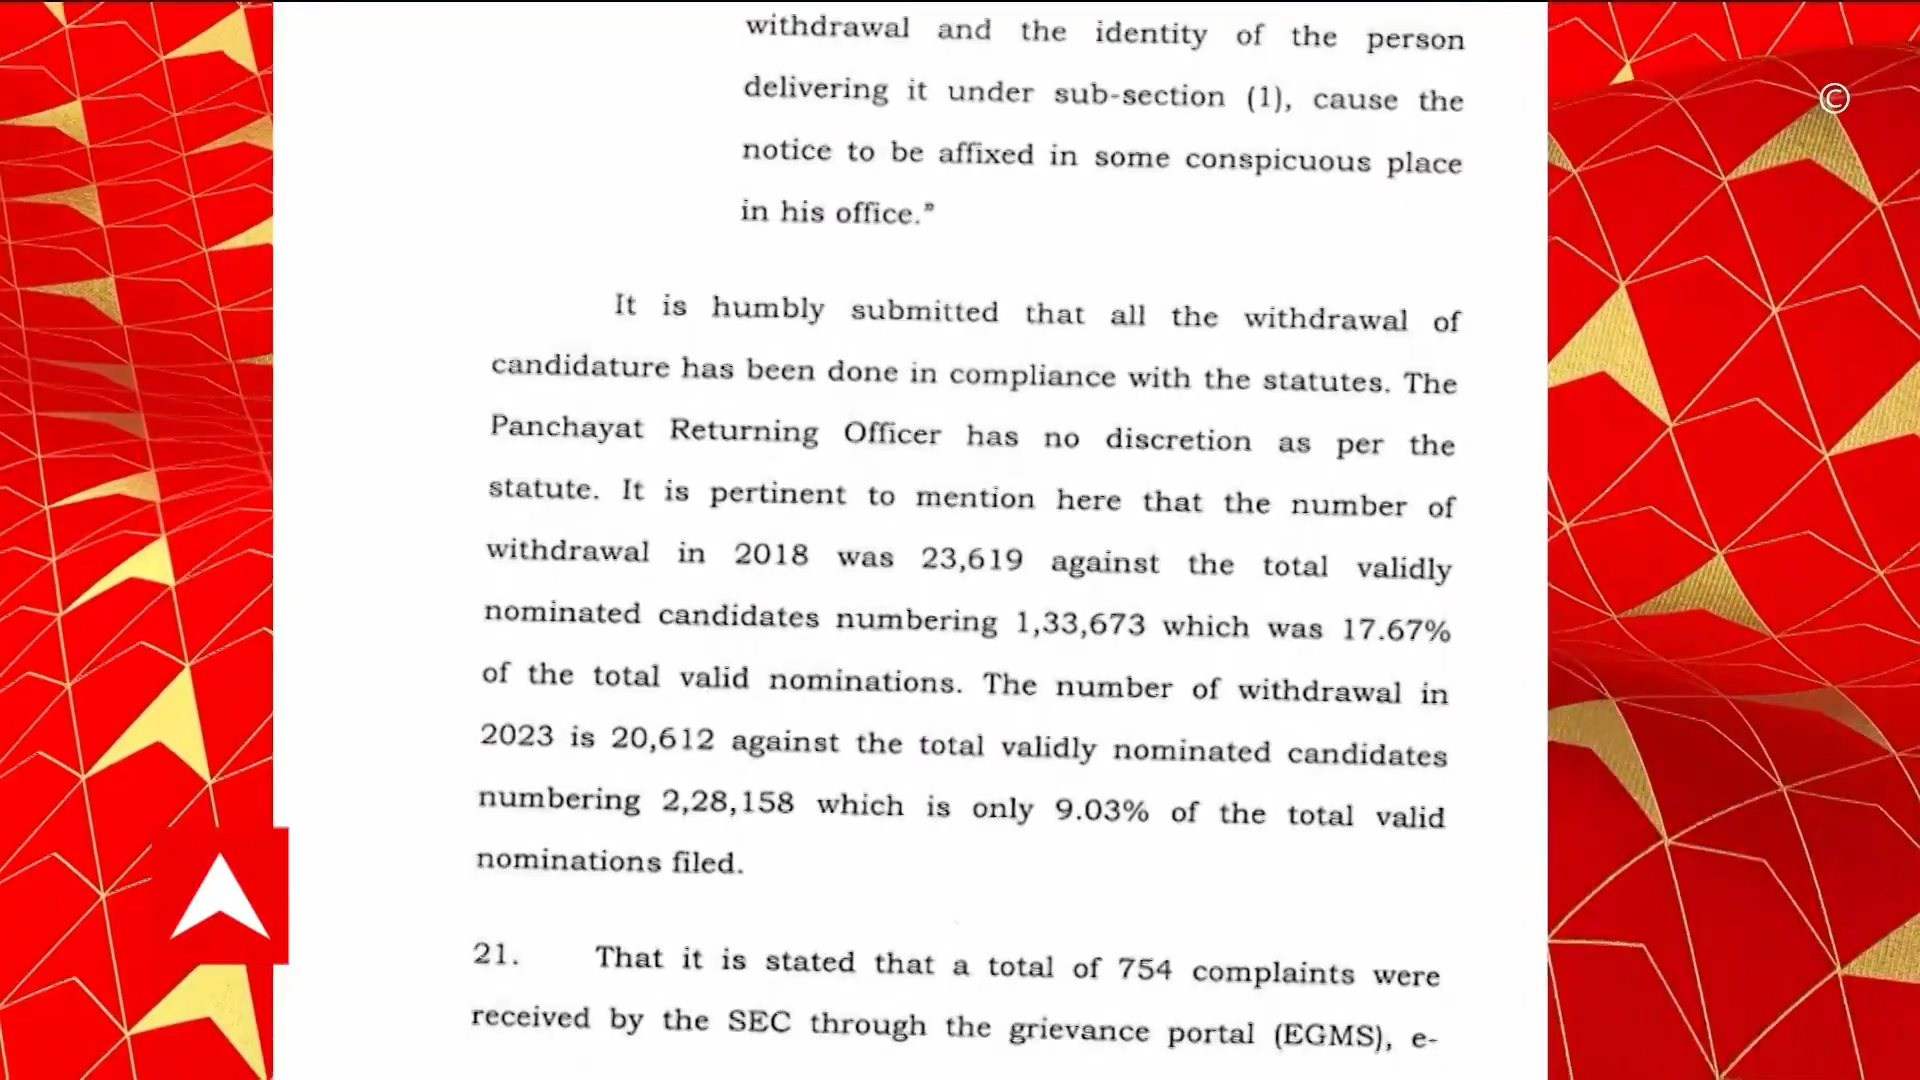 withdrawal and the identity of the person
delivering it under sub-section (1), cause the
notice to be affixed in some conspicuous place
in his office.”
It is humbly submitted that all the withdrawal of
candidature has been done in compliance with the statutes. The
Panchayat Returning Officer has no discretion as per the
statute. It is pertinent to mention here that the number of
withdrawal in 2018 was 23,619 against the total validly
nominated candidates numbering 1,33,673 which was 17.67%
of the total valid nominations. The number of withdrawal in
2023 is 20,612 against the total validly nominated candidates
numbering 2,28,158 which is only 9.03% of the total valid
nominations filed.
21. That it is stated that a total of 754 complaints were
received by the SEC through the grievance portal (EGMS), e-
©